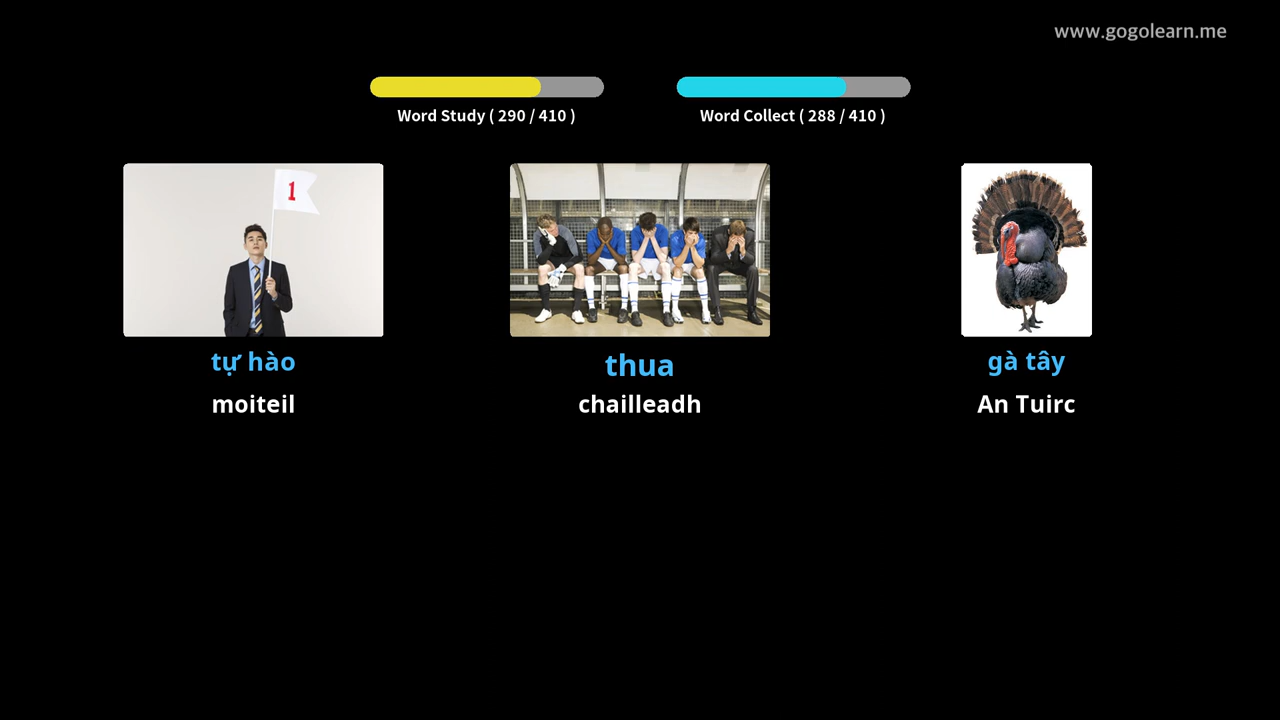 www.gogolearn.me
Word Study ( 290 / 410 )
Word Collect ( 288 / 410 )
1
tự hào
moiteil
thua
chailleadh
gà tây
An Tuirc